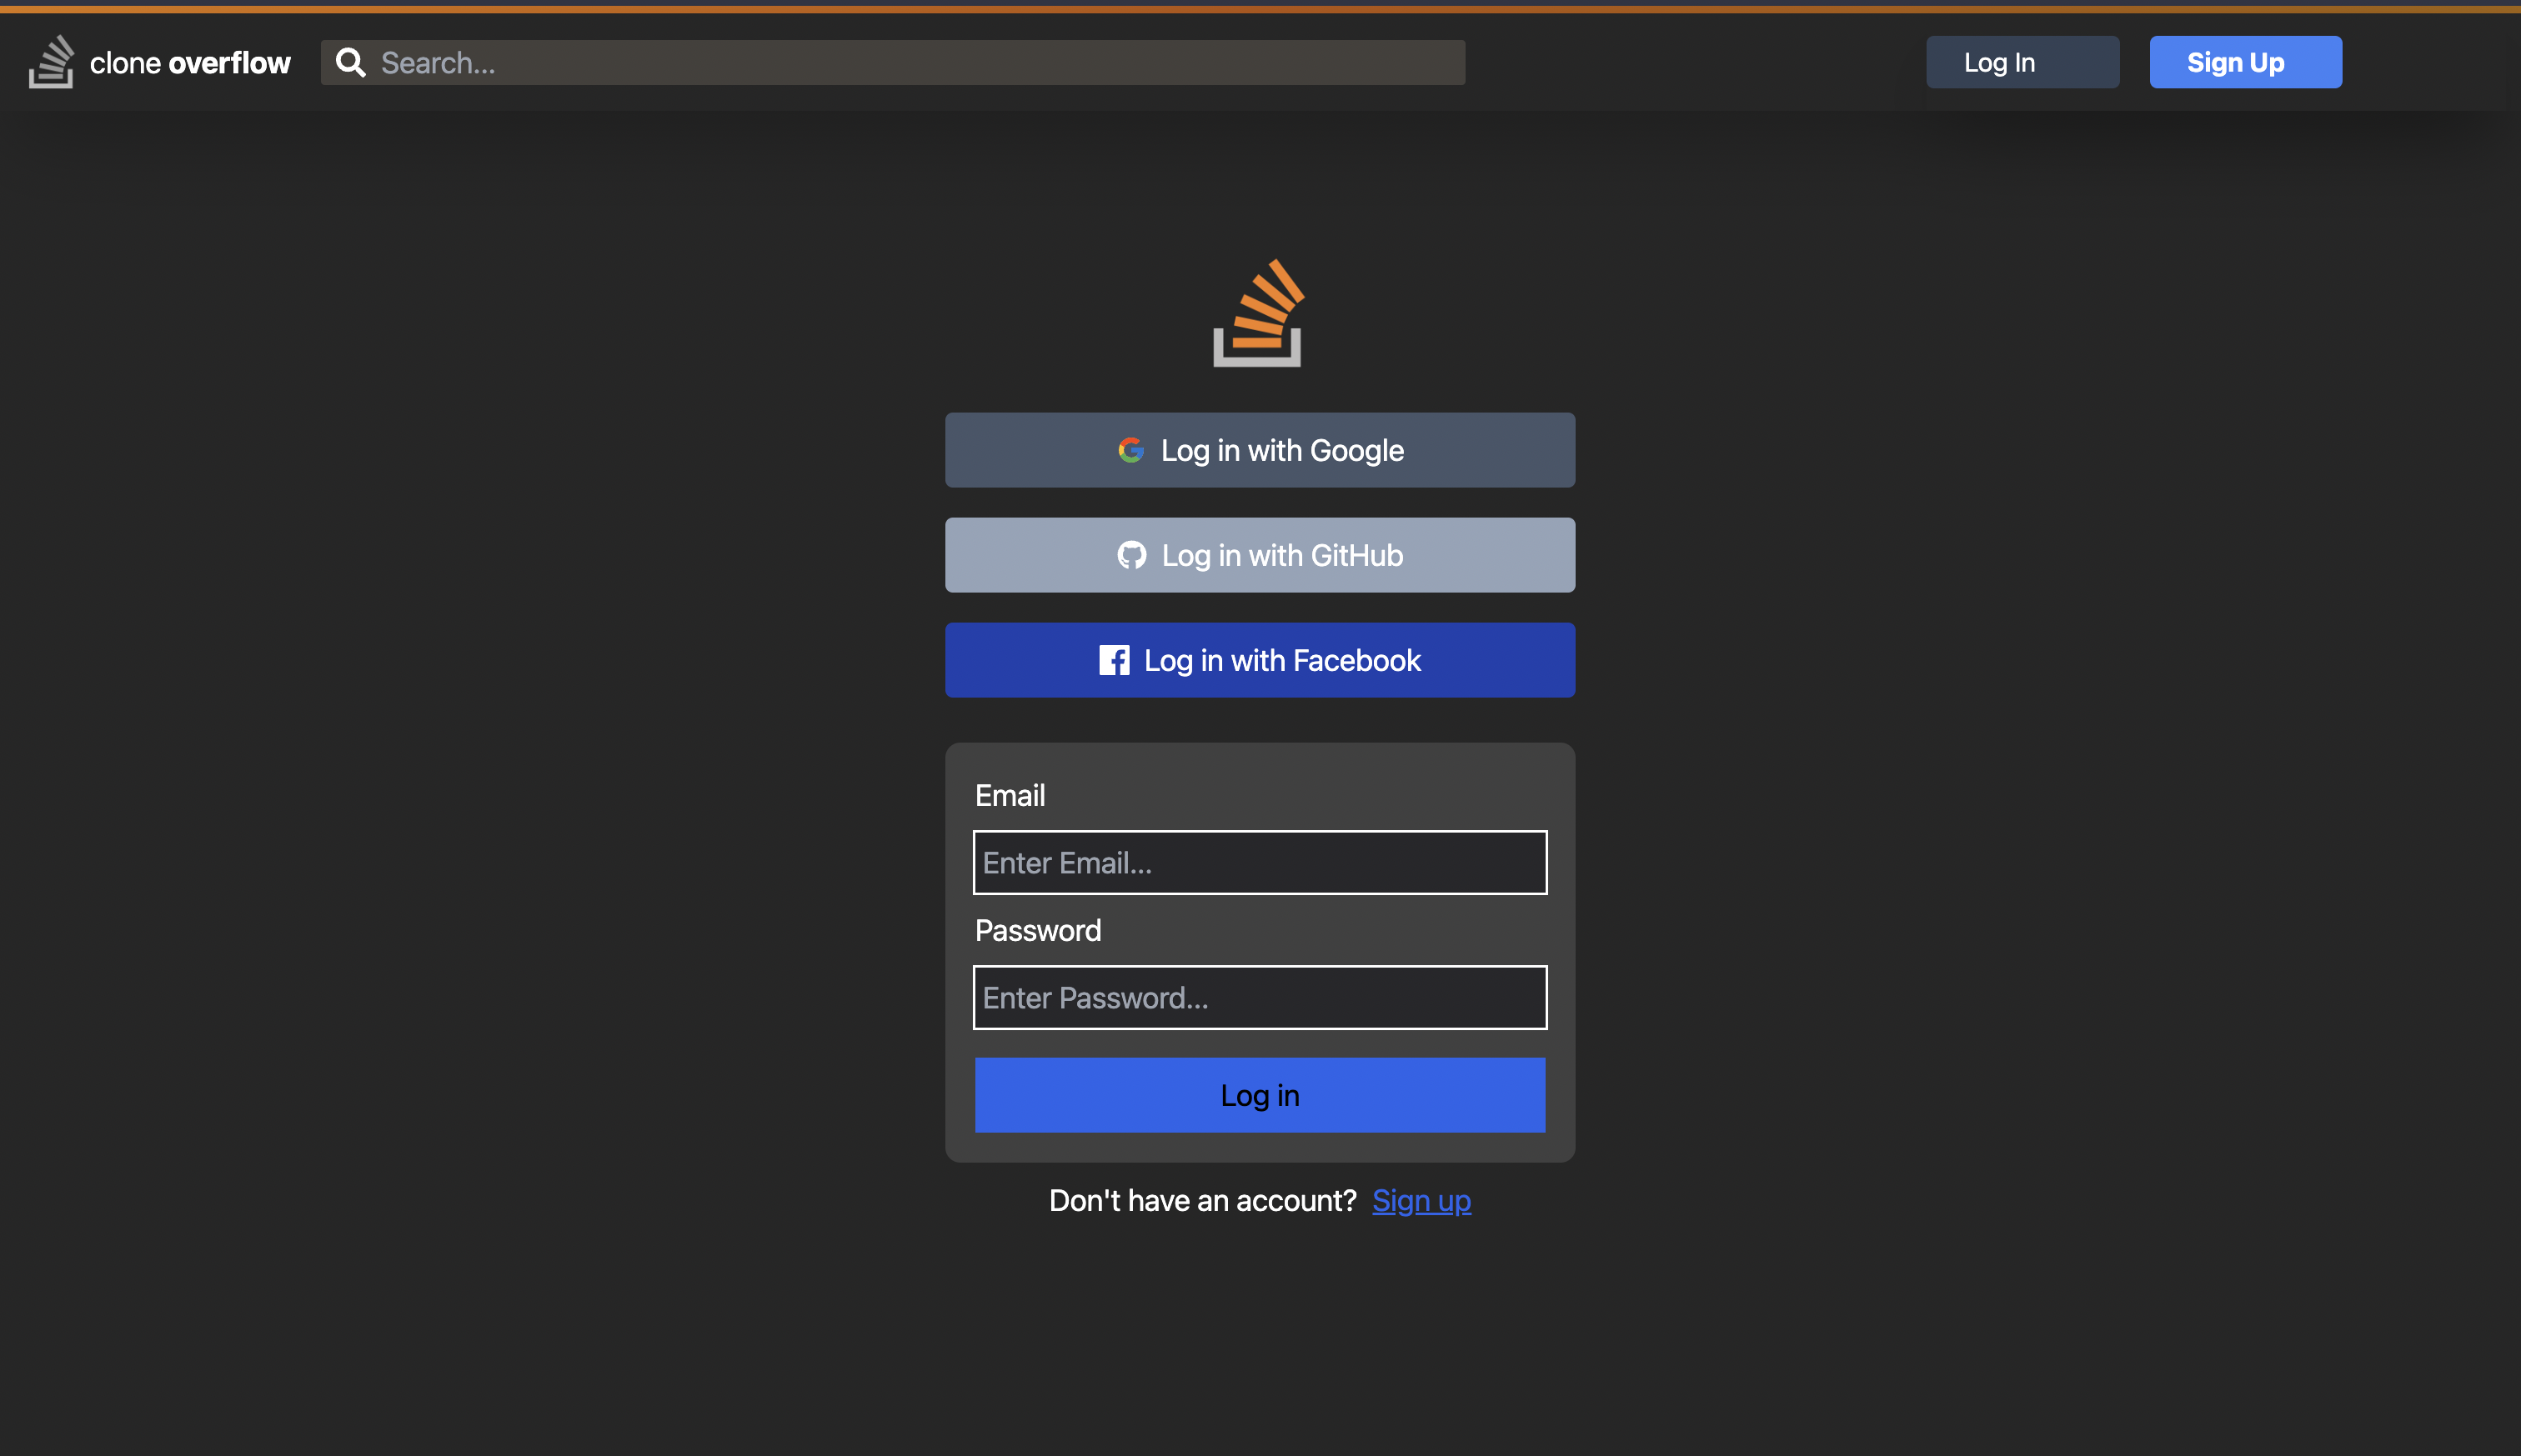 clone overflow
Search...
Log In
Sign Up
Log in with Google
Log in with GitHub
Log in with Facebook
Email
Enter Email...
Password
Enter Password...
Log in
Don't have an account? Sign up